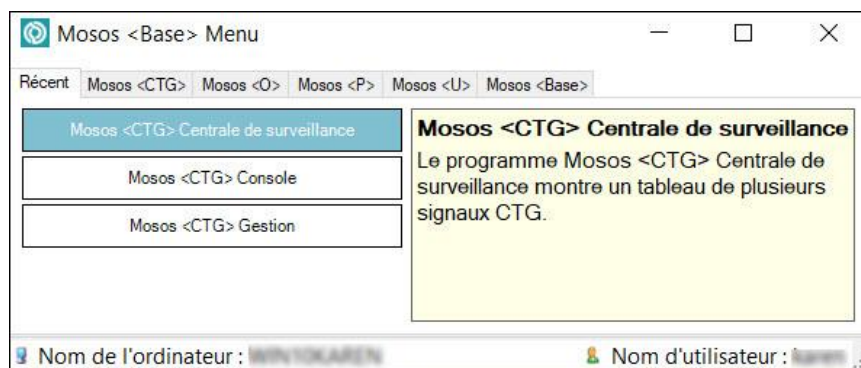 Mosos <Base> Menu
Récent Mosos <CTG> Mosos <O> Mosos <P> Mosos <U> Mosos <Base>
Mosos <CTG> Centrale de surveillance
Mosos <CTG> Console
Mosos <CTG> Gestion
Mosos <CTG> Centrale de surveillance
Le programme Mosos <CTG> Centrale de
surveillance montre un tableau de plusieurs
signaux CTG.
Nom de l'ordinateur :
Nom d'utilisateur :